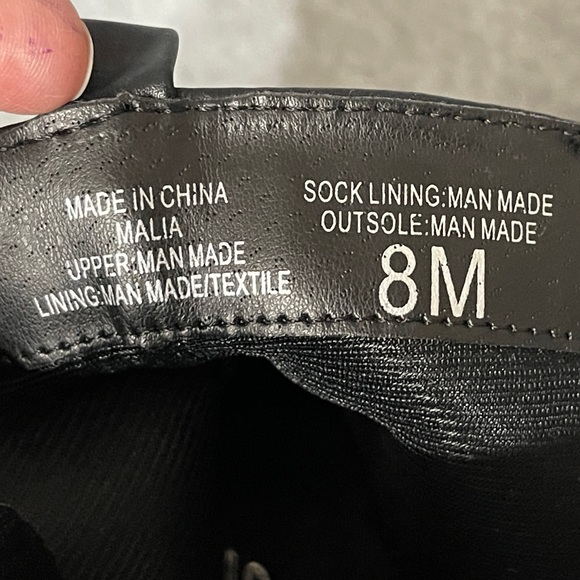 MADE IN CHINA
MALIA
UPPER:MAN MADE
LINING:MAN MADE/TEXTILE
SOCK LINING:MAN MADE
OUTSOLE:MAN MADE
8M